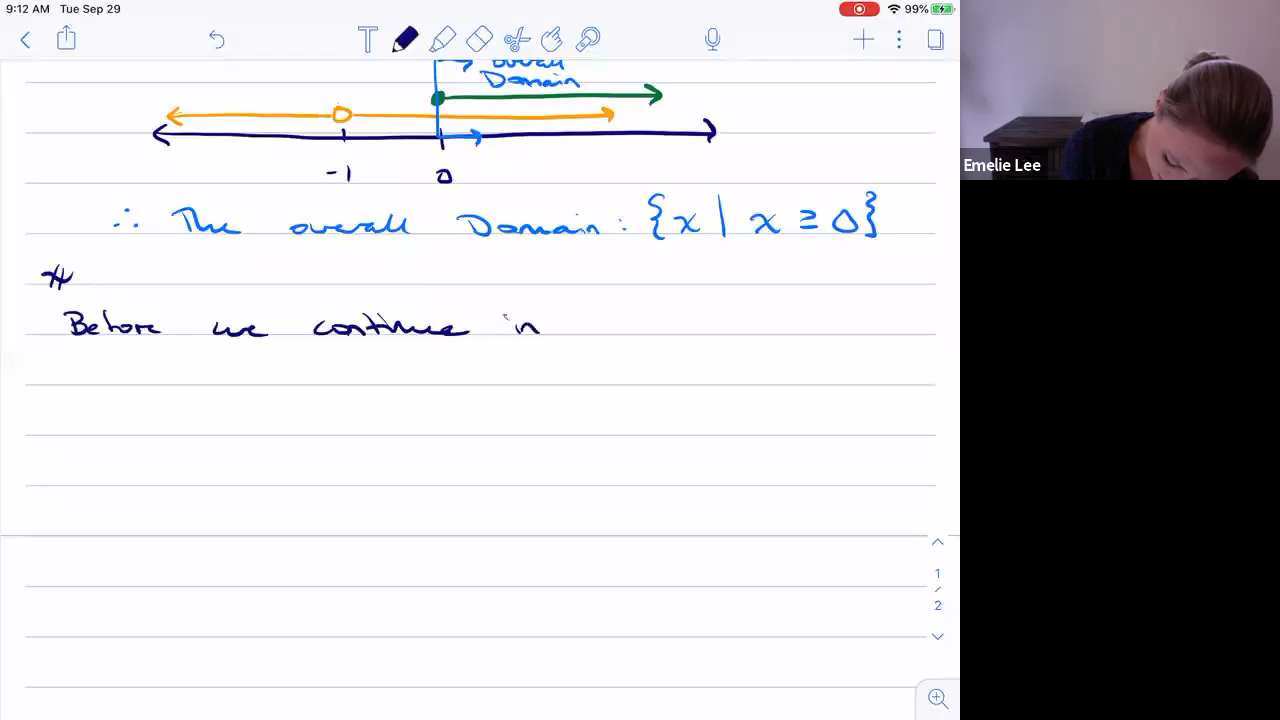 9:12 AM Tue Sep 29
99%
overall
Domain
-1 0
∴ The overall Domain: {x | x ≥ 0}
*
Before we continue in
Emelie Lee
1
/
2